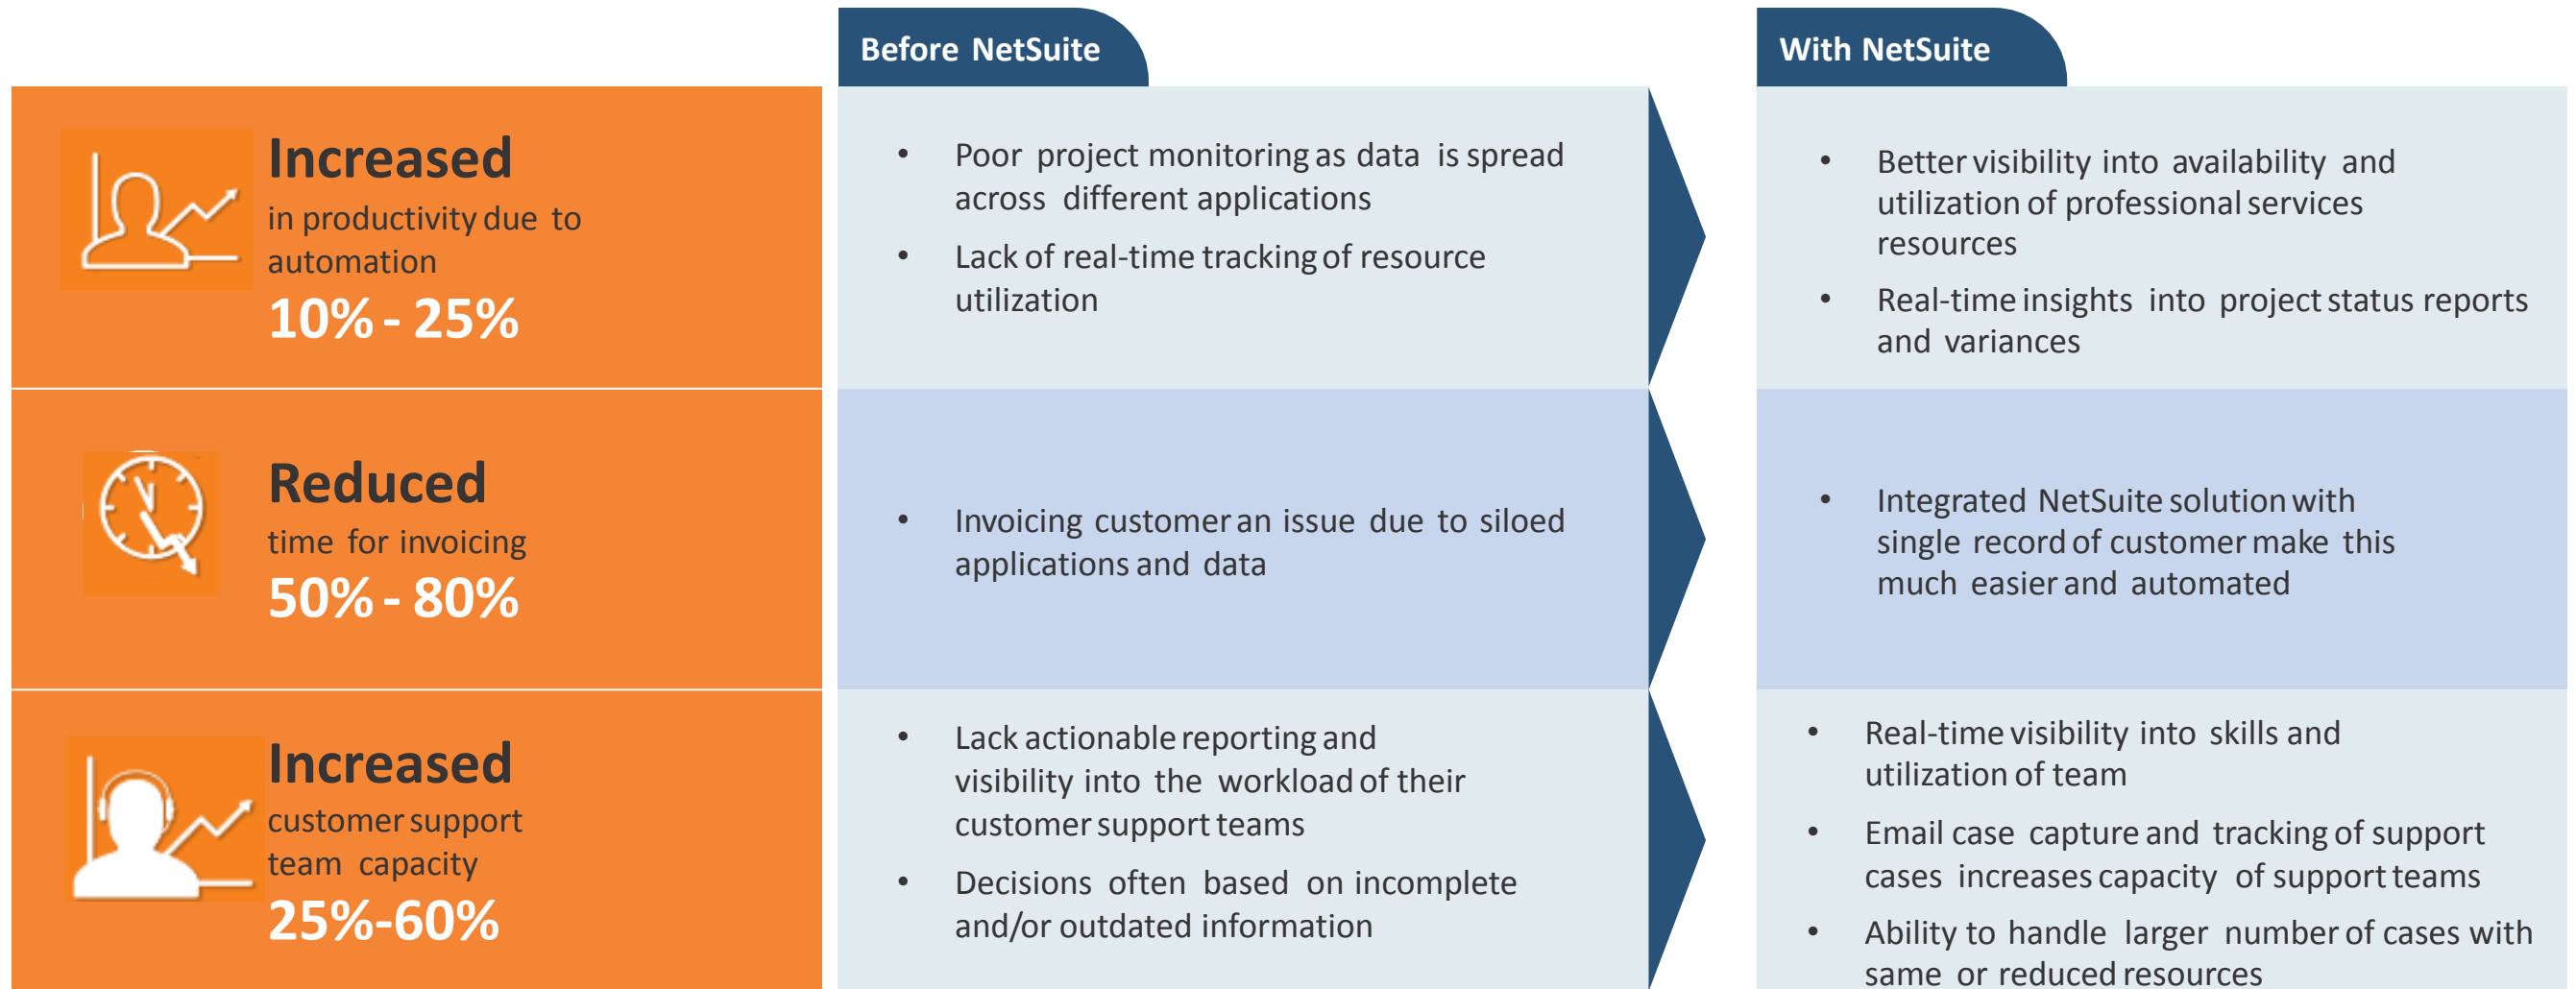 Before NetSuite
With NetSuite
Increased
in productivity due to
automation
10% - 25%
• Poor project monitoring as data is spread
across different applications
• Lack of real-time tracking of resource
utilization
• Better visibility into availability and
utilization of professional services
resources
• Real-time insights into project status reports
and variances
Reduced
time for invoicing
50% - 80%
• Invoicing customer an issue due to siloed
applications and data
• Integrated NetSuite solution with
single record of customer make this
much easier and automated
Increased
customer support
team capacity
25%-60%
• Lack actionable reporting and
visibility into the workload of their
customer support teams
• Decisions often based on incomplete
and/or outdated information
• Real-time visibility into skills and
utilization of team
• Email case capture and tracking of support
cases increases capacity of support teams
• Ability to handle larger number of cases with
same or reduced resources